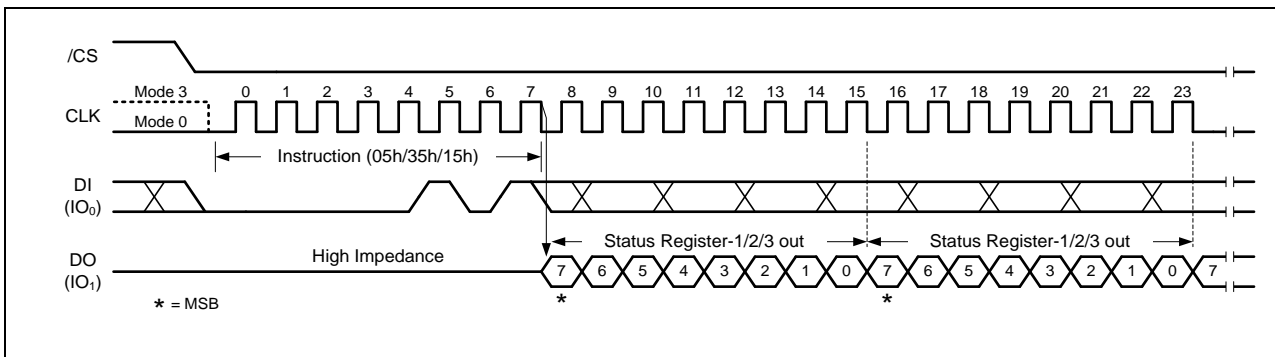 /CS
Mode 3
0 1 2 3 4 5 6 7 8 9 10 11 12 13 14 15 16 17 18 19 20 21 22 23
CLK
Mode 0
Instruction (05h/35h/15h)
DI
(IO₀)
Status Register-1/2/3 out Status Register-1/2/3 out
High Impedance
DO
(IO₁)
7 6 5 4 3 2 1 0 7 6 5 4 3 2 1 0 7
* *
* = MSB